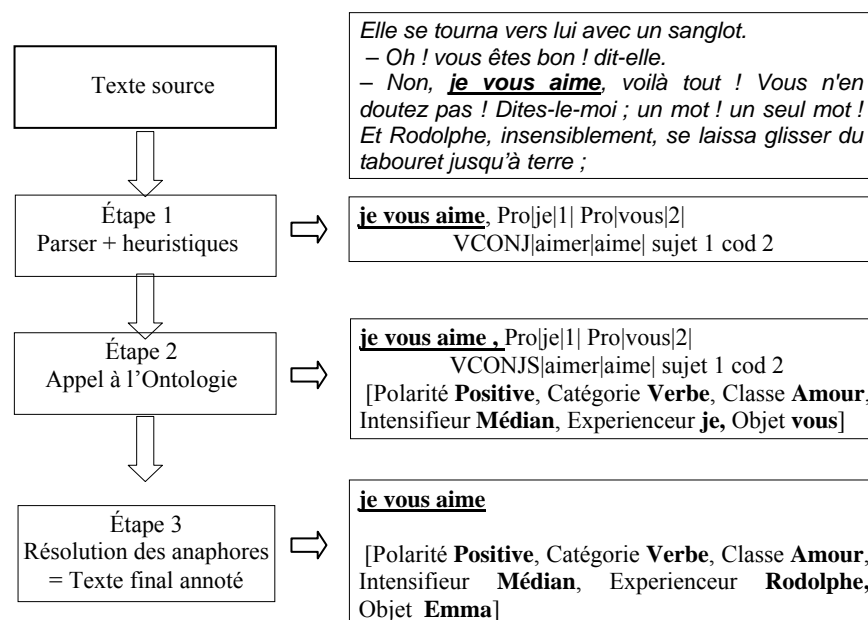 Texte source
Elle se tourna vers lui avec un sanglot.
– Oh ! vous êtes bon ! dit-elle.
– Non, je vous aime, voilà tout ! Vous n'en
doutez pas ! Dites-le-moi ; un mot ! un seul mot !
Et Rodolphe, insensiblement, se laissa glisser du
tabouret jusqu'à terre ;
Étape 1
Parser + heuristiques
je vous aime, Pro|je|1| Pro|vous|2|
VCONJ|aimer|aime| sujet 1 cod 2
Étape 2
Appel à l’Ontologie
je vous aime , Pro|je|1| Pro|vous|2|
VCONJS|aimer|aime| sujet 1 cod 2
[Polarité Positive, Catégorie Verbe, Classe Amour,
Intensifieur Médian, Experienceur je, Objet vous]
Étape 3
Résolution des anaphores
= Texte final annoté
je vous aime
[Polarité Positive, Catégorie Verbe, Classe Amour,
Intensifieur Médian, Experienceur Rodolphe,
Objet Emma]